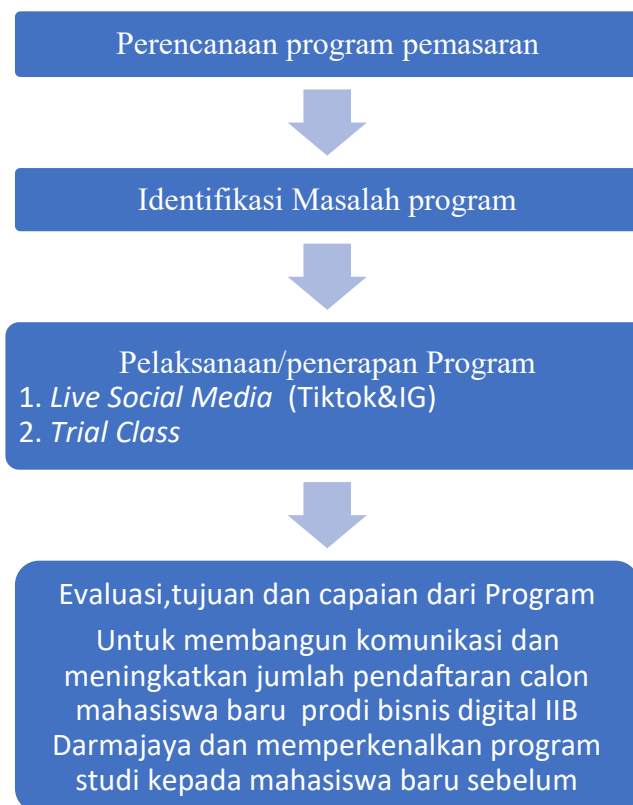 Perencanaan program pemasaran
Identifikasi Masalah program
Pelaksanaan/penerapan Program
1. Live Social Media (Tiktok&IG)
2. Trial Class
Evaluasi,tujuan dan capaian dari Program
Untuk membangun komunikasi dan
meningkatkan jumlah pendaftaran calon
mahasiswa baru prodi bisnis digital IIB
Darmajaya dan memperkenalkan program
studi kepada mahasiswa baru sebelum